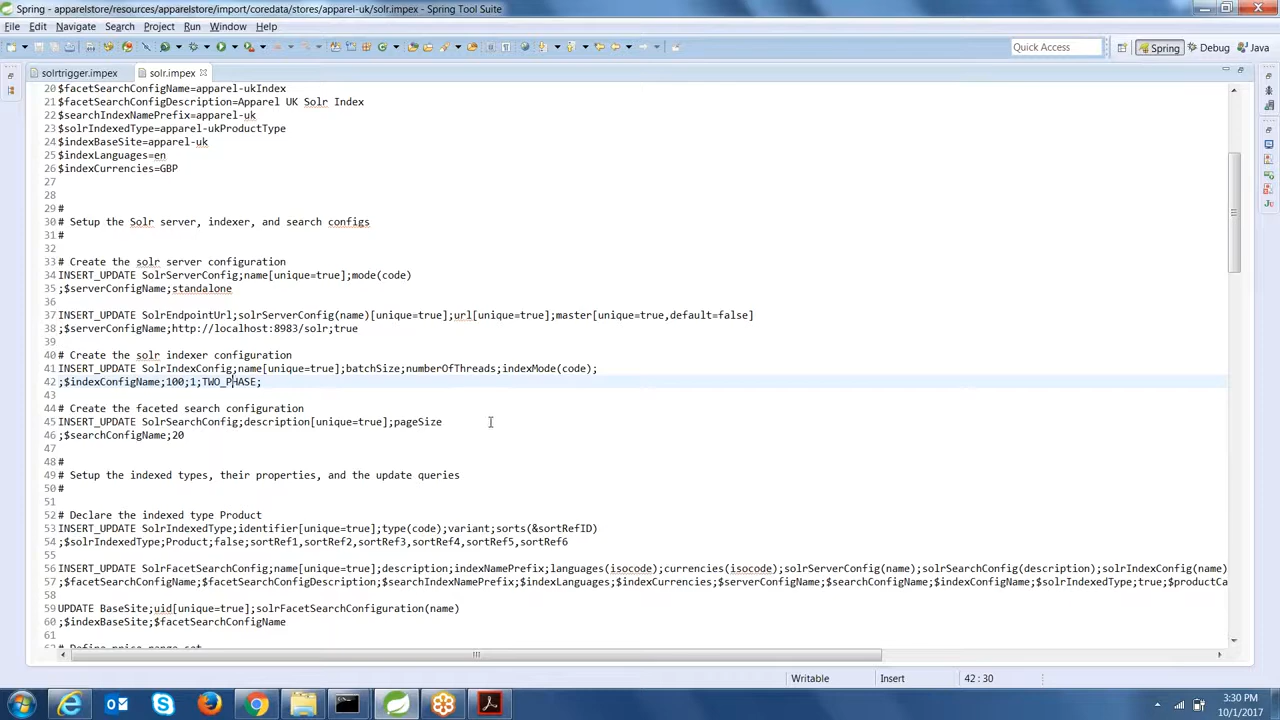 Spring - apparelstore/resources/apparelstore/import/coredata/stores/apparel-uk/solr.impex - Spring Tool Suite
File Edit Navigate Search Project Run Window Help
Quick Access Spring Debug Java
solrtrigger.impex solr.impex
20 $facetSearchConfigName=apparel-ukIndex
21 $facetSearchConfigDescription=Apparel UK Solr Index
22 $searchIndexNamePrefix=apparel-uk
23 $solrIndexedType=apparel-ukProductType
24 $indexBaseSite=apparel-uk
25 $indexLanguages=en
26 $indexCurrencies=GBP
27
28
29 #
30 # Setup the Solr server, indexer, and search configs
31 #
32
33 # Create the solr server configuration
34 INSERT_UPDATE SolrServerConfig;name[unique=true];mode(code)
35 ;$serverConfigName;standalone
36
37 INSERT_UPDATE SolrEndpointUrl;solrServerConfig(name)[unique=true];url[unique=true];master[unique=true,default=false]
38 ;$serverConfigName;http://localhost:8983/solr;true
39
40 # Create the solr indexer configuration
41 INSERT_UPDATE SolrIndexConfig;name[unique=true];batchSize;numberOfThreads;indexMode(code);
42 ;$indexConfigName;100;1;TWO_PHASE;
43
44 # Create the faceted search configuration
45 INSERT_UPDATE SolrSearchConfig;description[unique=true];pageSize
46 ;$searchConfigName;20
47
48 #
49 # Setup the indexed types, their properties, and the update queries
50 #
51
52 # Declare the indexed type Product
53 INSERT_UPDATE SolrIndexedType;identifier[unique=true];type(code);variant;sorts(&sortRefID)
54 ;$solrIndexedType;Product;false;sortRef1,sortRef2,sortRef3,sortRef4,sortRef5,sortRef6
55
56 INSERT_UPDATE SolrFacetSearchConfig;name[unique=true];description;indexNamePrefix;languages(isocode);currencies(isocode);solrServerConfig(name);solrSearchConfig(description);solrIndexConfig(name)
57 ;$facetSearchConfigName;$facetSearchConfigDescription;$searchIndexNamePrefix;$indexLanguages;$indexCurrencies;$serverConfigName;$searchConfigName;$indexConfigName;$solrIndexedType;true;$productCa
58
59 UPDATE BaseSite;uid[unique=true];solrFacetSearchConfiguration(name)
60 ;$indexBaseSite;$facetSearchConfigName
61
# Define price range set
Writable Insert 42 : 30
3:30 PM
10/1/2017